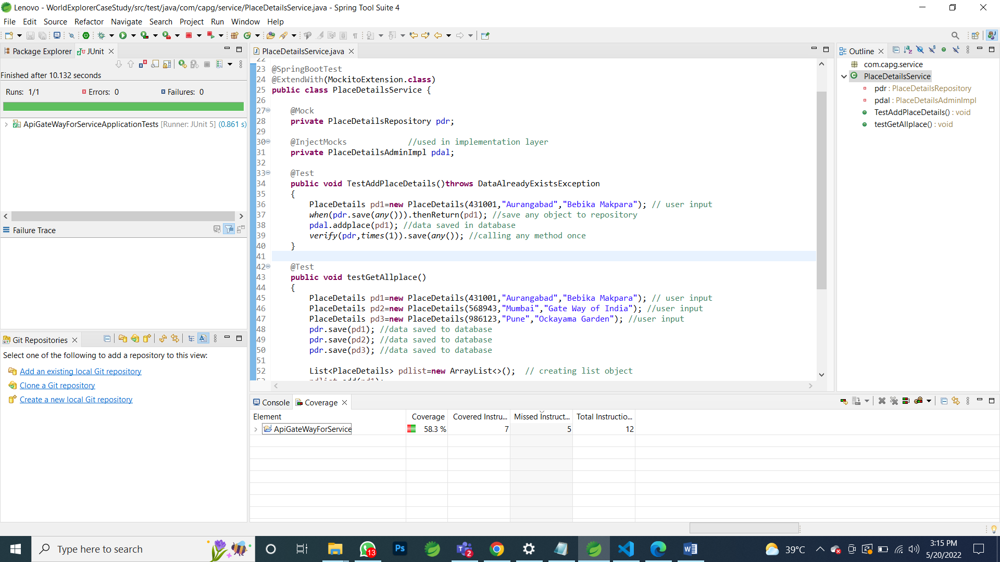 Lenovo - WorldExplorerCaseStudy/src/test/java/com/capg/service/PlaceDetailsService.java - Spring Tool Suite 4
File Edit Source Refactor Navigate Search Project Run Window Help
Package Explorer JUnit
Finished after 10.132 seconds
Runs: 1/1 Errors: 0 Failures: 0
ApiGateWayForServiceApplicationTests [Runner: JUnit 5] (0.861 s)
Failure Trace
Git Repositories
Select one of the following to add a repository to this view:
Add an existing local Git repository
Clone a Git repository
Create a new local Git repository
PlaceDetailsService.java
22
23 @SpringBootTest
24 @ExtendWith(MockitoExtension.class)
25 public class PlaceDetailsService {
26
27 @Mock
28 private PlaceDetailsRepository pdr;
29
30 @InjectMocks //used in implementation layer
31 private PlaceDetailsAdminImpl pdal;
32
33 @Test
34 public void TestAddPlaceDetails()throws DataAlreadyExistsException
35 {
36 PlaceDetails pd1=new PlaceDetails(431001,"Aurangabad","Bebika Makpara"); // user input
37 when(pdr.save(any())).thenReturn(pd1); //save any object to repository
38 pdal.addplace(pd1); //data saved in database
39 verify(pdr,times(1)).save(any()); //calling any method once
40 }
41
42 @Test
43 public void testGetAllplace()
44 {
45 PlaceDetails pd1=new PlaceDetails(431001,"Aurangabad","Bebika Makpara"); // user input
46 PlaceDetails pd2=new PlaceDetails(568943,"Mumbai","Gate Way of India"); //user input
47 PlaceDetails pd3=new PlaceDetails(986123,"Pune","Ockayama Garden"); //user input
48 pdr.save(pd1); //data saved to database
49 pdr.save(pd2); //data saved to database
50 pdr.save(pd3); //data saved to database
51
52 List<PlaceDetails> pdlist=new ArrayList<>(); // creating list object
53 pdlist.add(pd1);
Outline
com.capg.service
PlaceDetailsService
pdr : PlaceDetailsRepository
pdal : PlaceDetailsAdminImpl
TestAddPlaceDetails() : void
testGetAllplace() : void
Console Coverage
Element Coverage Covered Instru... Missed Instruct... Total Instructio...
ApiGateWayForService 58.3 % 7 5 12
Type here to search
13
Ps
2
39°C
3:15 PM
5/20/2022